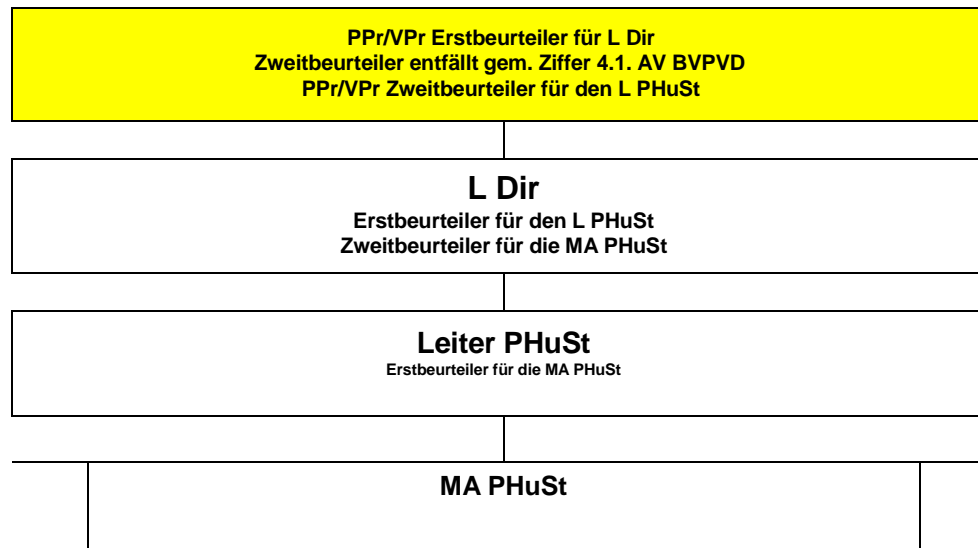 PPr/VPr Erstbeurteiler für L Dir
Zweitbeurteiler entfällt gem. Ziffer 4.1. AV BVPVD
PPr/VPr Zweitbeurteiler für den L PHuSt
L Dir
Erstbeurteiler für den L PHuSt
Zweitbeurteiler für die MA PHuSt
Leiter PHuSt
Erstbeurteiler für die MA PHuSt
MA PHuSt